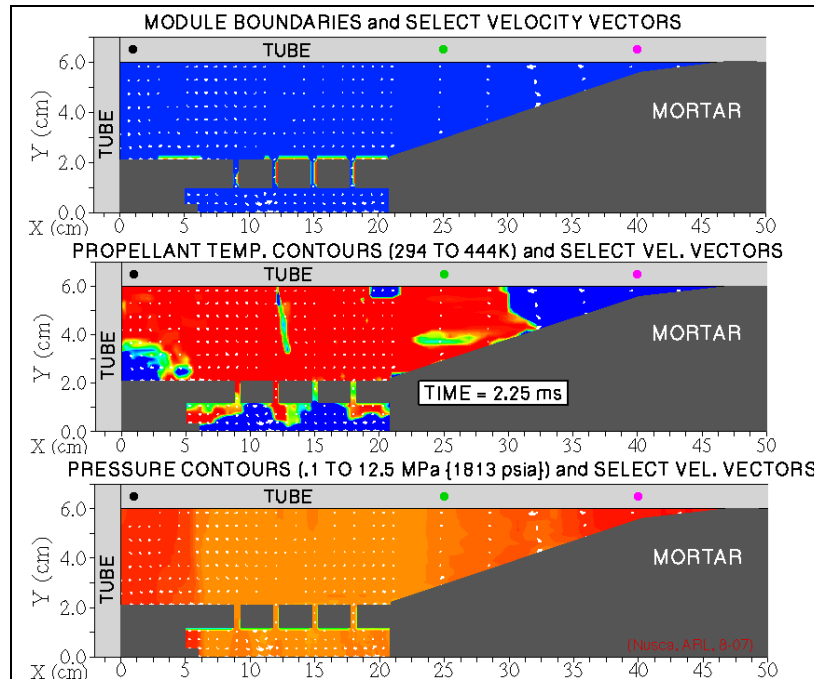 MODULE BOUNDARIES and SELECT VELOCITY VECTORS
TUBE
6.0
4.0
2.0
0.0
Y (cm)
TUBE
MORTAR
X (cm) 0 5 10 15 20 25 30 35 40 45 50
PROPELLANT TEMP. CONTOURS (294 TO 444K) and SELECT VEL. VECTORS
TUBE
6.0
4.0
2.0
0.0
Y (cm)
TUBE
MORTAR
TIME = 2.25 ms
X (cm) 0 5 10 15 20 25 30 35 40 45 50
PRESSURE CONTOURS (.1 TO 12.5 MPa {1813 psia}) and SELECT VEL. VECTORS
TUBE
6.0
4.0
2.0
0.0
Y (cm)
TUBE
MORTAR
(Nusca, ARL, 8-07)
X (cm) 0 5 10 15 20 25 30 35 40 45 50